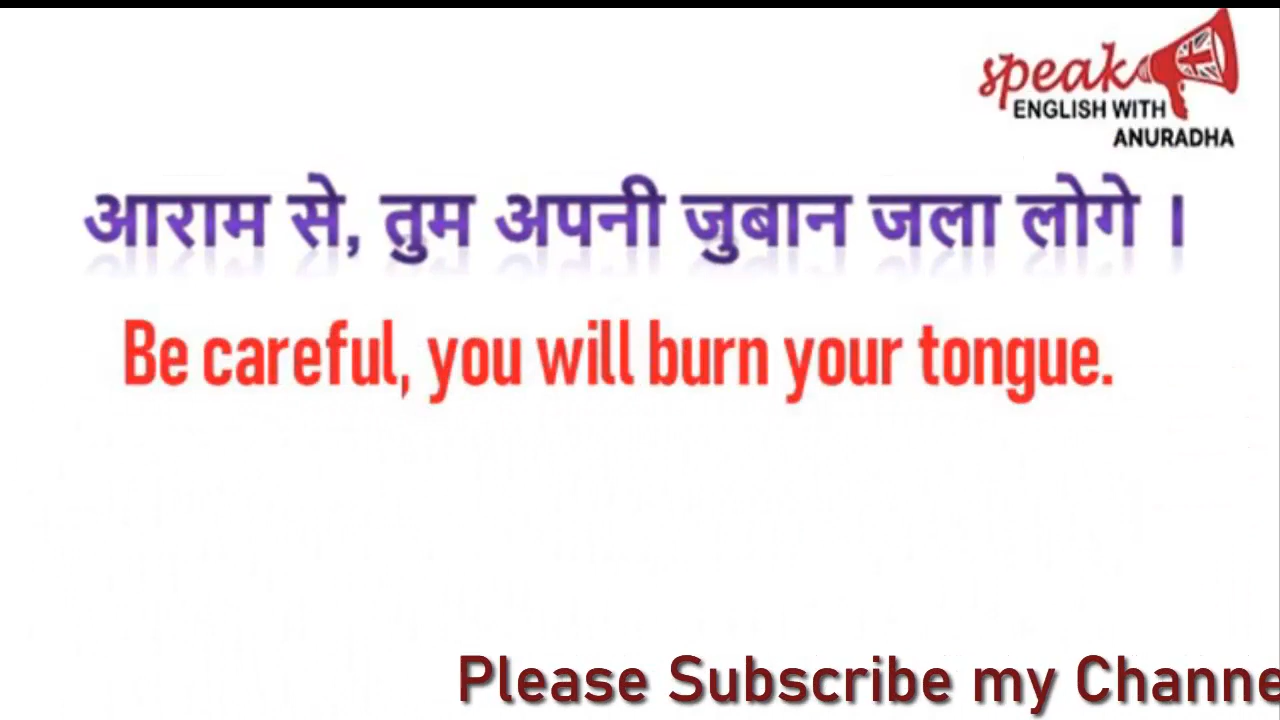 speak
ENGLISH WITH
ANURADHA
आराम से, तुम अपनी जुबान जला लोगे ।
Be careful, you will burn your tongue.
Please Subscribe my Channe